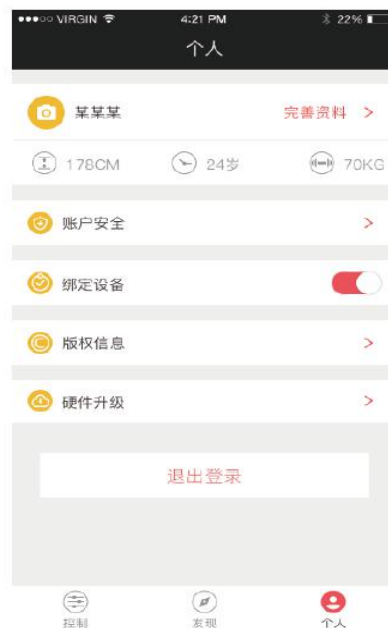 VIRGIN 4:21 PM 22%
个人
某某某 完善资料 >
178CM 24岁 70KG
账户安全 >
绑定设备
版权信息 >
硬件升级 >
退出登录
控制 发现 个人